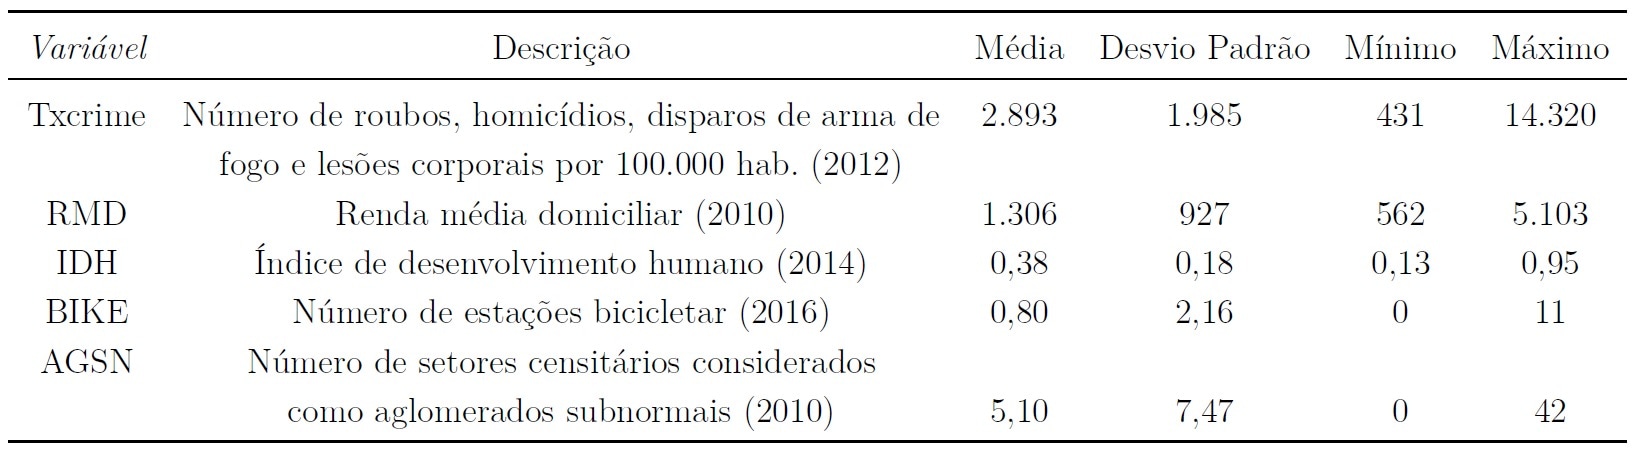 Variável Descrição Média Desvio Padrão Mínimo Máximo
Txcrime Número de roubos, homicídios, disparos de arma de 2.893 1.985 431 14.320
fogo e lesões corporais por 100.000 hab. (2012)
RMD Renda média domiciliar (2010) 1.306 927 562 5.103
IDH Índice de desenvolvimento humano (2014) 0,38 0,18 0,13 0,95
BIKE Número de estações bicicletar (2016) 0,80 2,16 0 11
AGSN Número de setores censitários considerados
como aglomerados subnormais (2010) 5,10 7,47 0 42